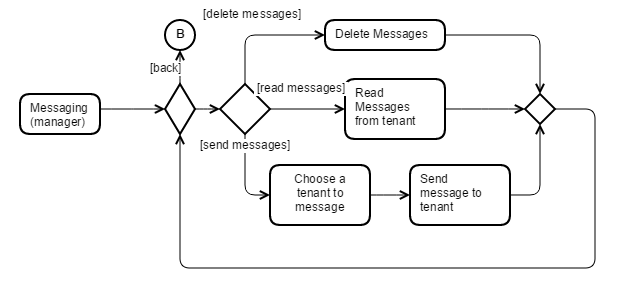 [delete messages]
B
Delete Messages
[back]
[read messages]
Read
Messages
from tenant
Messaging
(manager)
[send messages]
Choose a
tenant to
message
Send
message to
tenant